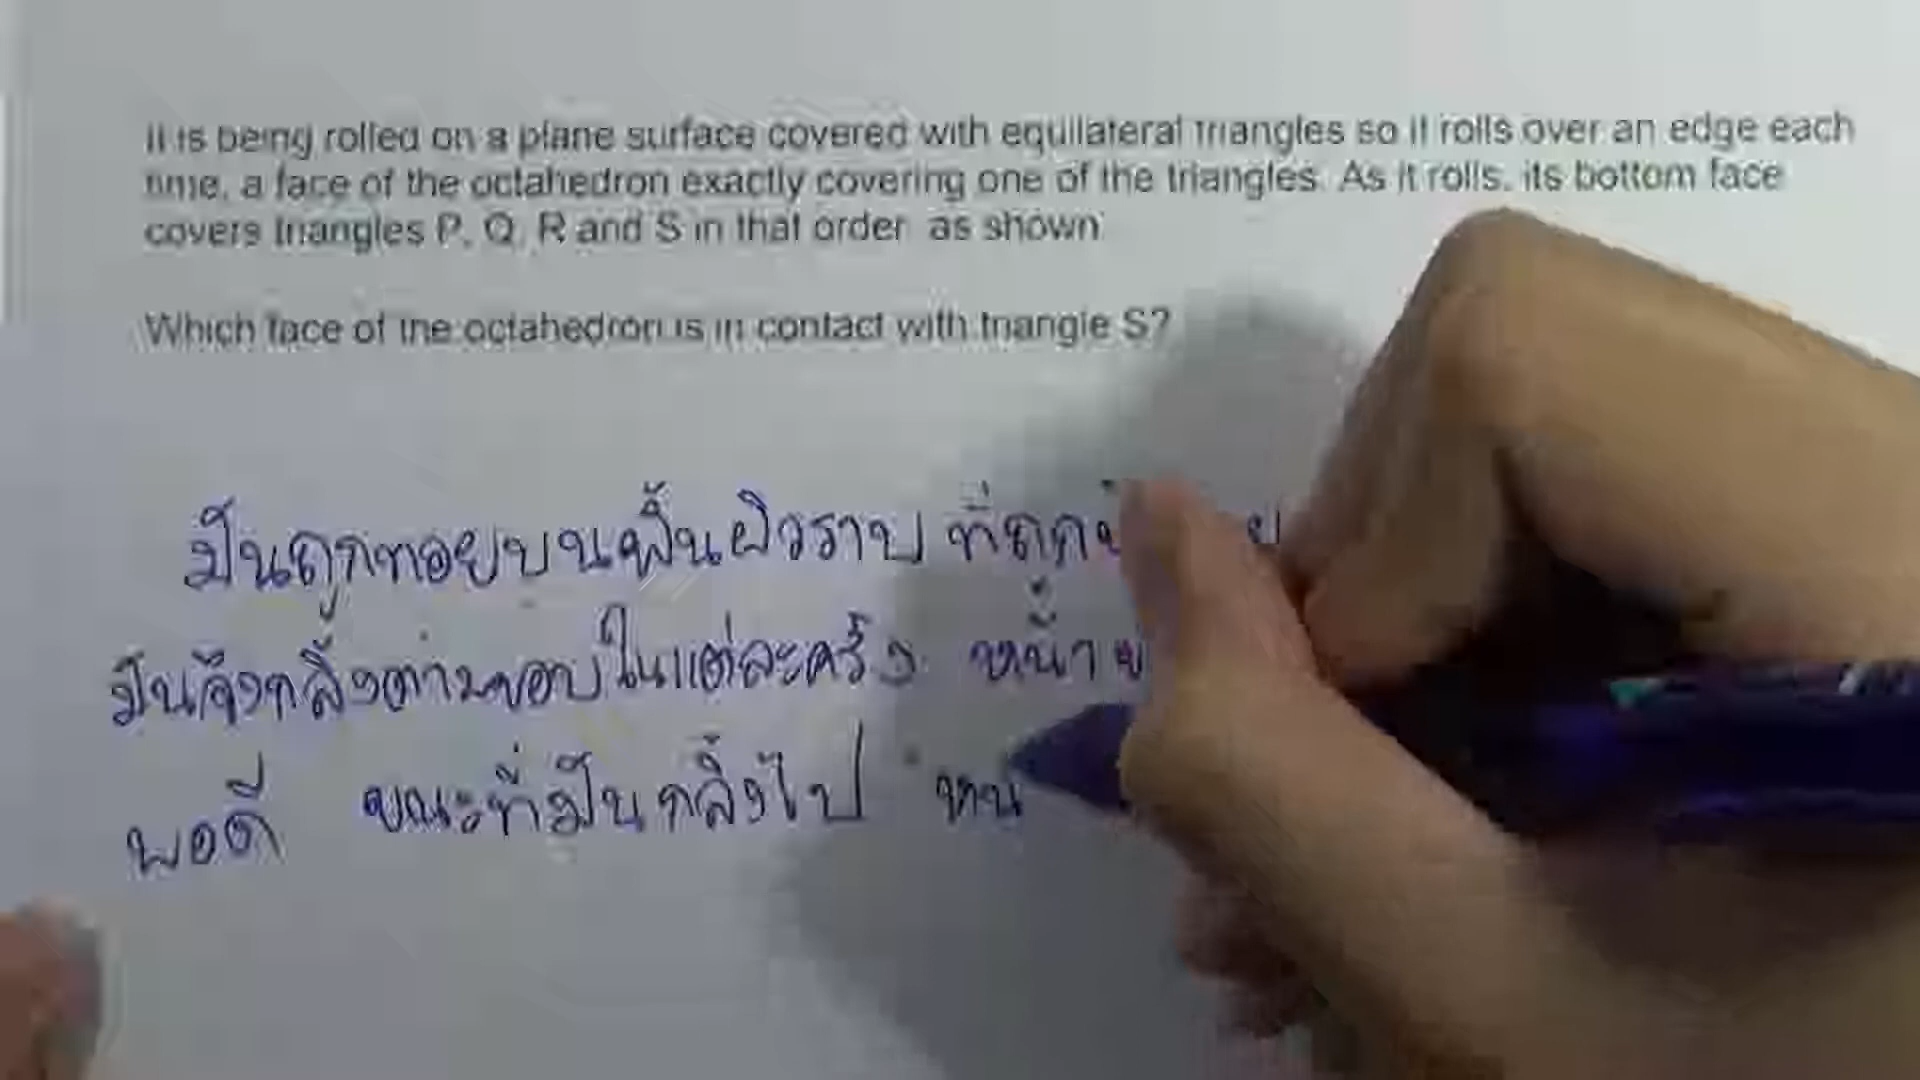 It is being rolled on a plane surface covered with equilateral triangles so it rolls over an edge each
time, a face of the octahedron exactly covering one of the triangles. As it rolls, its bottom face
covers triangles P, Q, R and S in that order as shown
Which face of the octahedron is in contact with triangle S?
มันถูกทอยบนพื้นผิวราบ ที่ถูก
มันจึงกลิ้งตามขอบในแต่ละครั้ง หน้า
พอดี ขณะที่มันกลิ้งไป หน